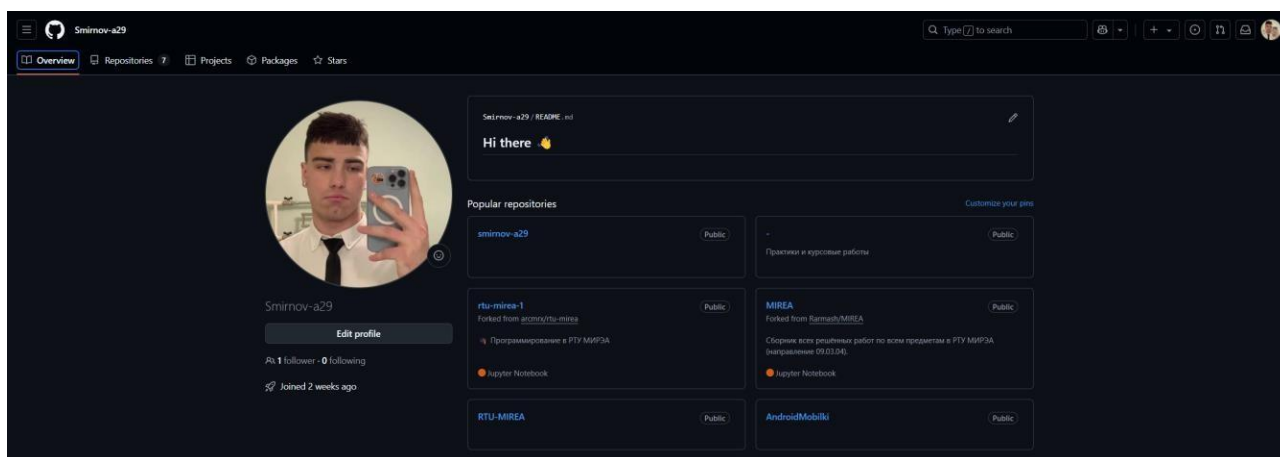 Smirnov-a29
Type / to search
Overview
Repositories 7
Projects
Packages
Stars
Smirnov-a29 / README.md
Hi there 👋
Popular repositories
Customize your pins
smirnov-a29
Public
-
Public
Практики и курсовые работы
Smirnov-a29
Edit profile
1 follower · 0 following
Joined 2 weeks ago
rtu-mirea-1
Public
Forked from arcmrx/rtu-mirea
Программирование в РТУ МИРЭА
Jupyter Notebook
MIREA
Public
Forked from Rarmash/MIREA
Сборник всех решённых работ по всем предметам в РТУ МИРЭА
(направление 09.03.04).
Jupyter Notebook
RTU-MIREA
Public
AndroidMobilki
Public